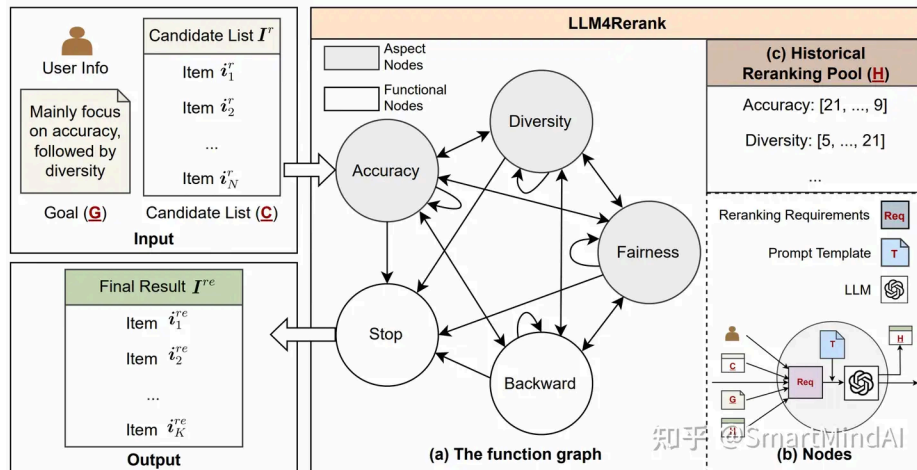 User Info
Mainly focus
on accuracy,
followed by
diversity
Goal (G)
Candidate List I^r
Item i_1^r
Item i_2^r
...
Item i_N^r
Candidate List (C)
Input
Final Result I^re
Item i_1^re
Item i_2^re
...
Item i_K^re
Output
LLM4Rerank
Aspect
Nodes
Functional
Nodes
Accuracy
Diversity
Fairness
Stop
Backward
(a) The function graph
(c) Historical
Reranking Pool (H)
Accuracy: [21, ..., 9]
Diversity: [5, ..., 21]
...
Reranking Requirements
Req
Prompt Template
T
LLM
T
H
C
Req
G
(b) Nodes
知乎 @SmartMindAI